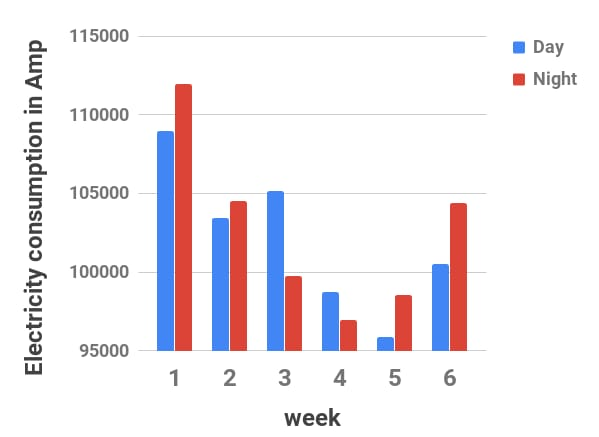 115000
110000
105000
100000
95000
Electricity consumption in Amp
1 2 3 4 5 6
week
Day
Night